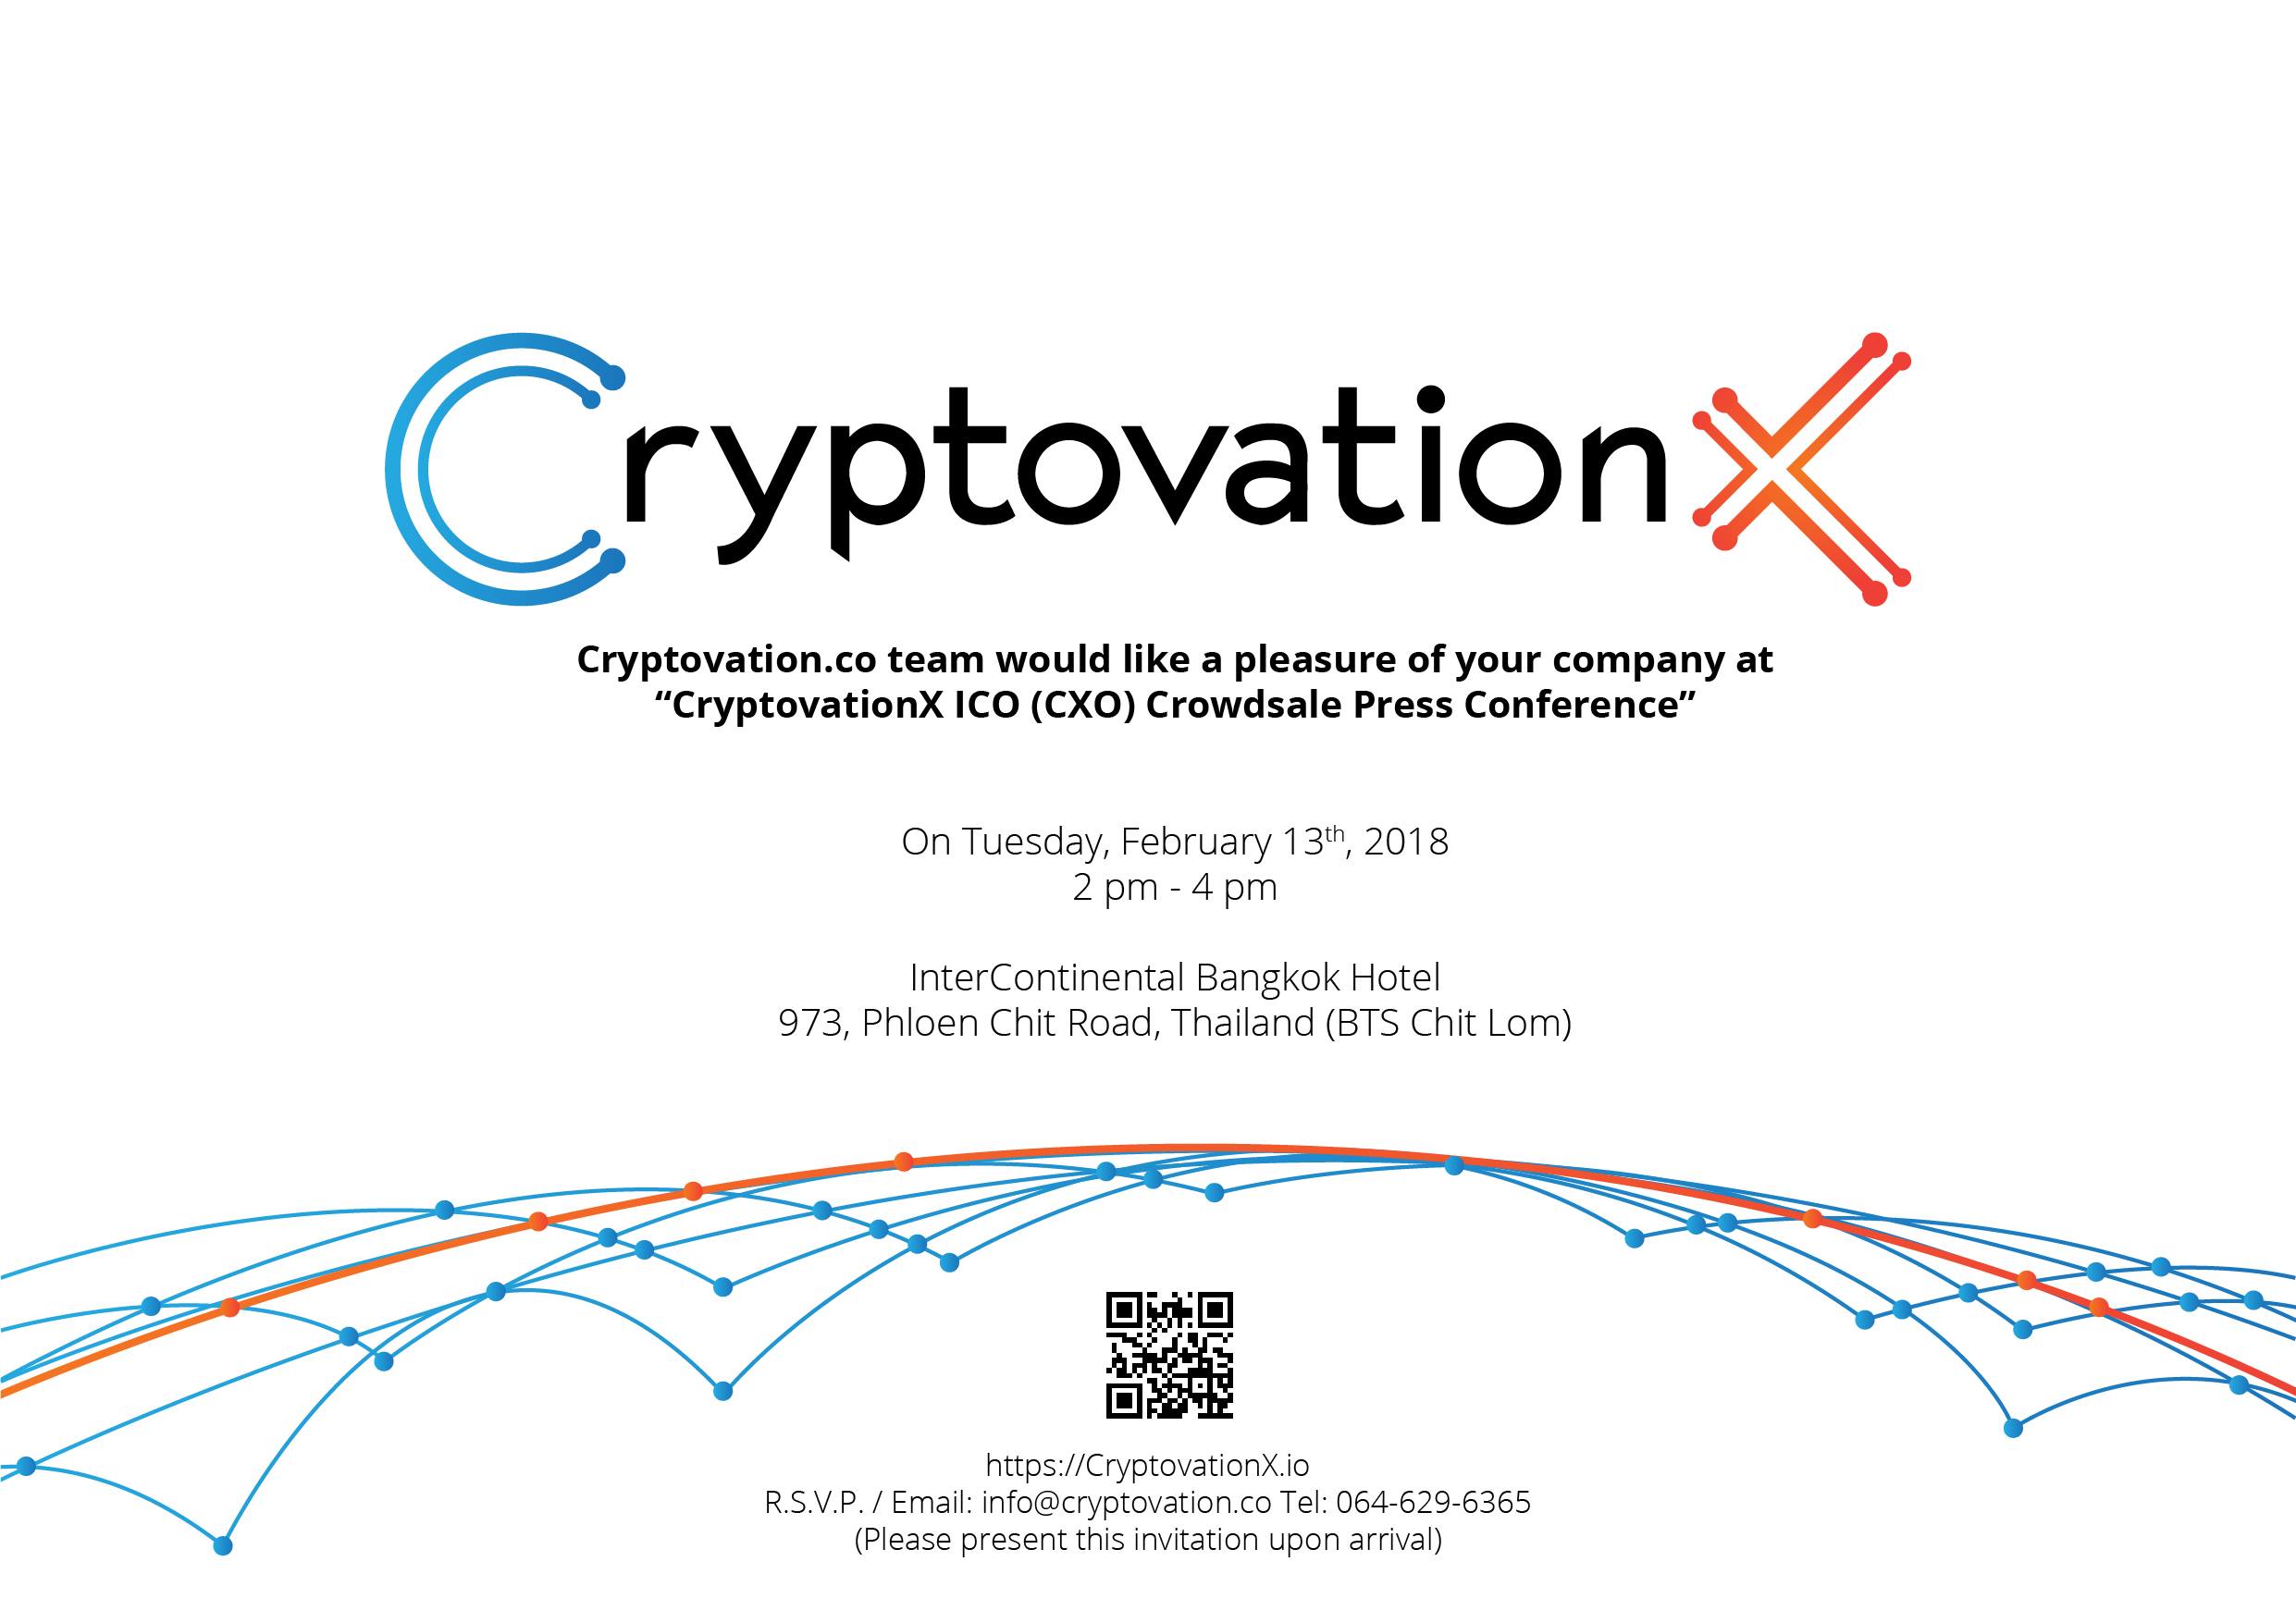 CryptovationX
Cryptovation.co team would like a pleasure of your company at
“CryptovationX ICO (CXO) Crowdsale Press Conference”
On Tuesday, February 13th, 2018
2 pm - 4 pm
InterContinental Bangkok Hotel
973, Phloen Chit Road, Thailand (BTS Chit Lom)
https://CryptovationX.io
R.S.V.P. / Email: info@cryptovation.co Tel: 064-629-6365
(Please present this invitation upon arrival)